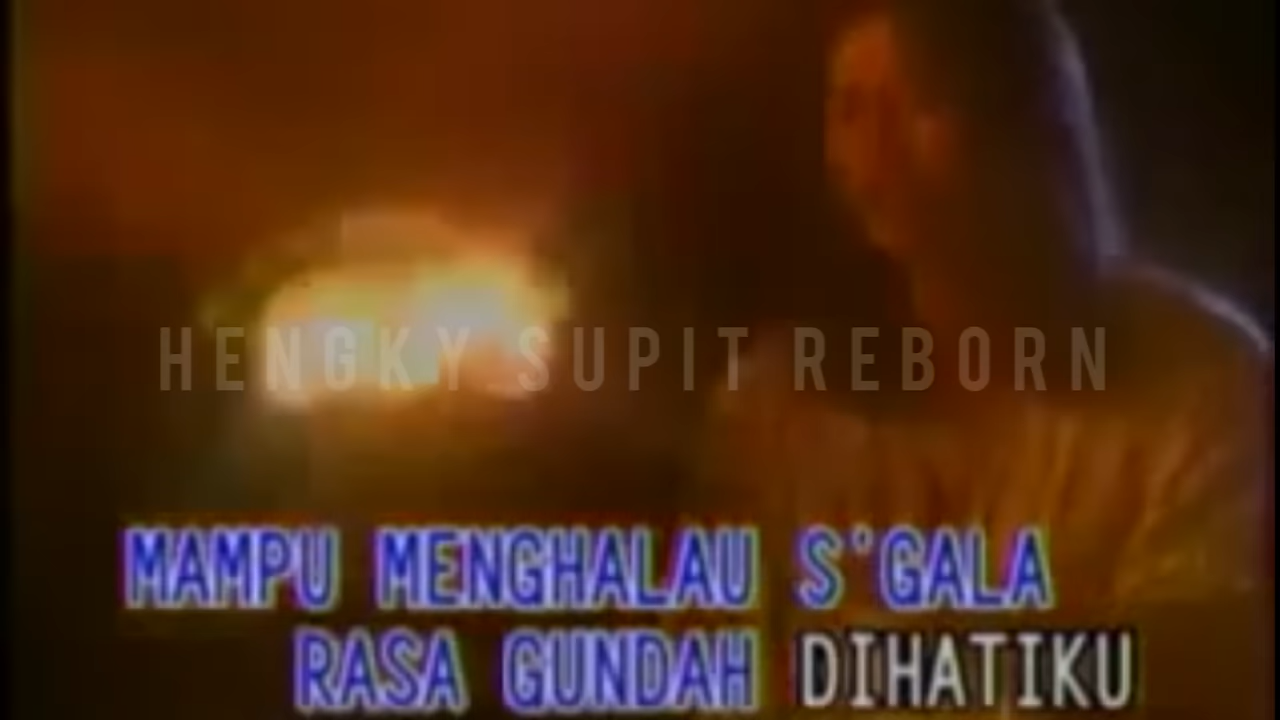 HENGKY SUPIT REBORN
MAMPU MENGHALAU S'GALA
RASA GUNDAH DIHATIKU